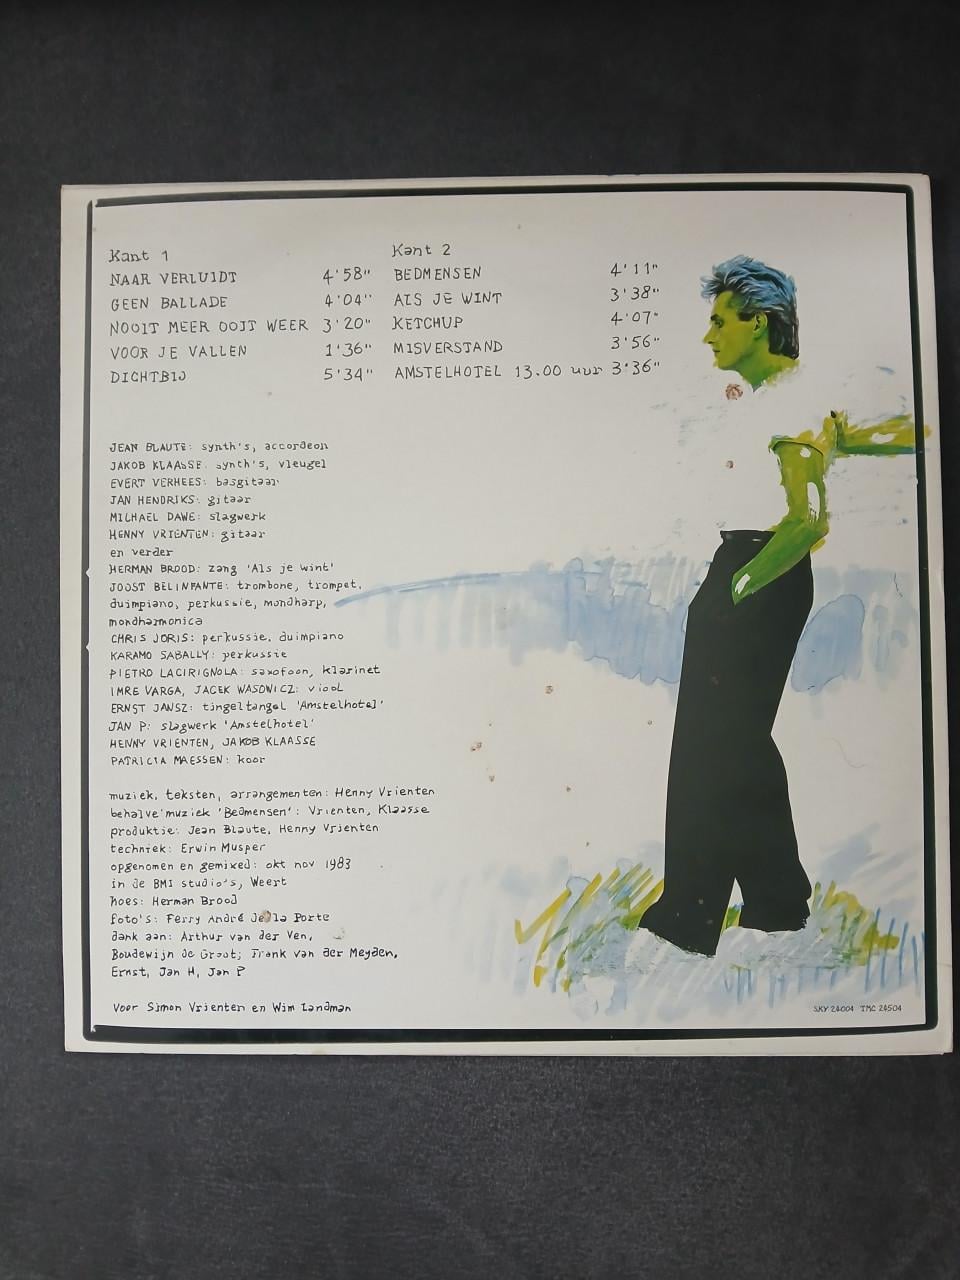 Kant 1
NAAR VERLUIDT 4'58"
GEEN BALLADE 4'04"
NOOIT MEER OOIT WEER 3'20"
VOOR JE VALLEN 1'36"
DICHTBIJ 5'34"
Kant 2
BEDMENSEN 4'11"
ALS JE WINT 3'38"
KETCHUP 4'07"
MISVERSTAND 3'56"
AMSTELHOTEL 13.00 uur 3'36"
JEAN BLAUTE: synth's, accordeon
JAKOB KLAASSE: synth's, vleugel
EVERT VERHEES: basgitaar
JAN HENDRIKS: gitaar
MICHAEL DAWE: slagwerk
HENNY VRIENTEN: gitaar
en verder
HERMAN BROOD: zang 'Als je wint'
JOOST BELINFANTE: trombone, trompet,
duimpiano, perkussie, mondharp,
mondharmonica
CHRIS JORIS: perkussie, duimpiano
KARAMO SABALLY: perkussie
PIETRO LACIRIGNOLA: saxofoon, klarinet
IMRE VARGA, JACEK WASOWICZ: viool
ERNST JANSZ: tingeltangel 'Amstelhotel'
JAN P: slagwerk 'Amstelhotel'
HENNY VRIENTEN, JAKOB KLAASSE
PATRICIA MAESSEN: koor
muziek, teksten, arrangementen: Henny Vrienten
behalve muziek 'Bedmensen': Vrienten, Klaasse
produktie: Jean Blaute, Henny Vrienten
techniek: Erwin Musper
opgenomen en gemixed: okt nov 1983
in de BMI studio's, Weert
hoes: Herman Brood
foto's: Ferry André de la Porte
dank aan: Arthur van der Ven,
Boudewijn de Groot, Frank van der Meyden,
Ernst, Jan H, Jan P
Voor Simon Vrienten en Wim Landman
SKY 24004 TMC 24504